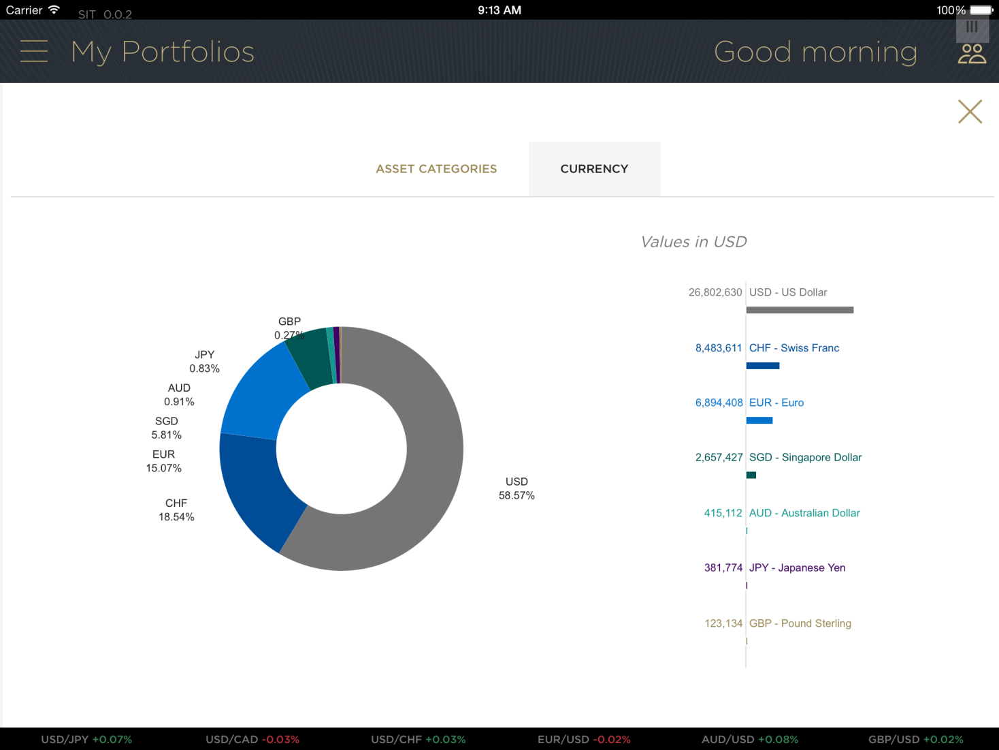 Carrier SIT 0.0.2 9:13 AM 100%
My Portfolios Good morning
ASSET CATEGORIES CURRENCY
Values in USD
GBP
0.27%
JPY
0.83%
AUD
0.91%
SGD
5.81%
EUR
15.07%
CHF
18.54%
USD
58.57%
26,802,630 USD - US Dollar
8,483,611 CHF - Swiss Franc
6,894,408 EUR - Euro
2,657,427 SGD - Singapore Dollar
415,112 AUD - Australian Dollar
381,774 JPY - Japanese Yen
123,134 GBP - Pound Sterling
USD/JPY +0.07% USD/CAD -0.03% USD/CHF +0.03% EUR/USD -0.02% AUD/USD +0.08% GBP/USD +0.02%